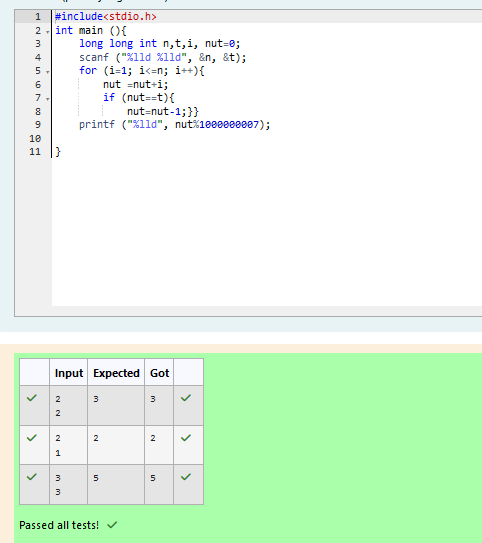 1 #include<stdio.h>
2 int main (){
3 long long int n,t,i, nut=0;
4 scanf ("%lld %lld", &n, &t);
5 for (i=1; i<=n; i++){
6 nut =nut+i;
7 if (nut==t){
8 nut=nut-1;}}
9 printf ("%lld", nut%1000000007);
10
11 }
Input Expected Got
2 3 3
2
2 2 2
1
3 5 5
3
Passed all tests!